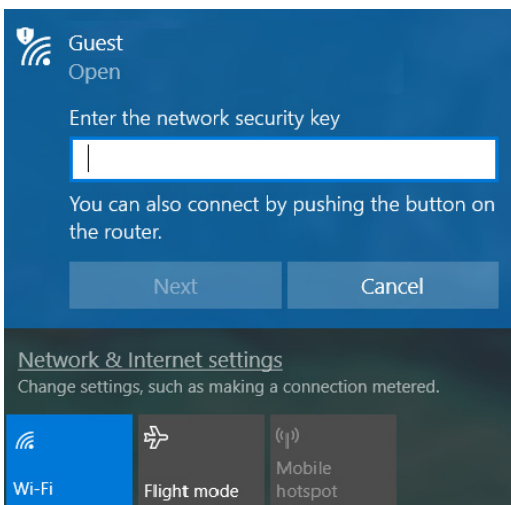 Guest
Open
Enter the network security key
You can also connect by pushing the button on
the router.
Next
Cancel
Network & Internet settings
Change settings, such as making a connection metered.
Wi-Fi
Flight mode
Mobile
hotspot